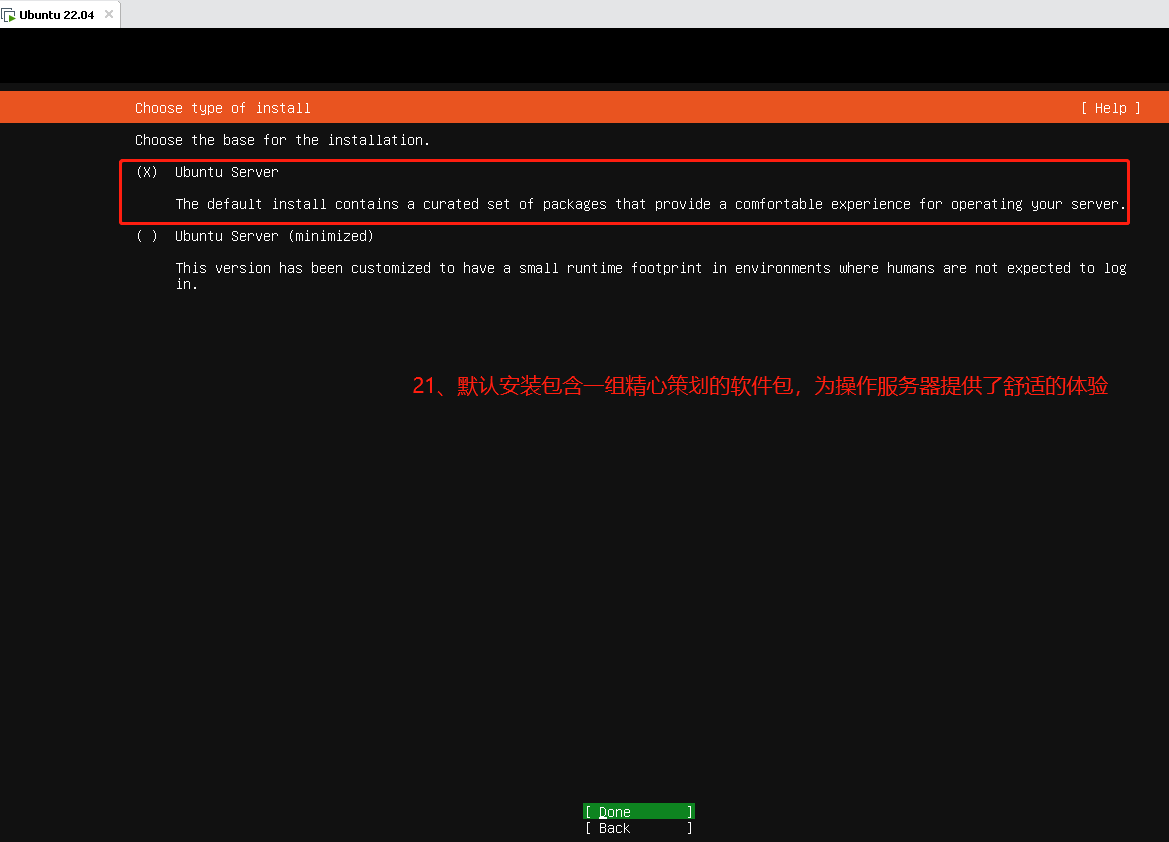 Ubuntu 22.04
Choose type of install [ Help ]
Choose the base for the installation.
(X) Ubuntu Server
The default install contains a curated set of packages that provide a comfortable experience for operating your server.
( ) Ubuntu Server (minimized)
This version has been customized to have a small runtime footprint in environments where humans are not expected to log
in.
21、默认安装包含一组精心策划的软件包，为操作服务器提供了舒适的体验
[ Done ]
[ Back ]